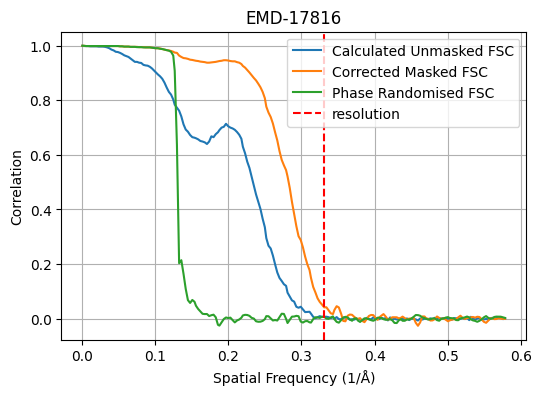 EMD-17816
Calculated Unmasked FSC
Corrected Masked FSC
Phase Randomised FSC
resolution
Correlation
1.0
0.8
0.6
0.4
0.2
0.0
0.0 0.1 0.2 0.3 0.4 0.5 0.6
Spatial Frequency (1/Å)